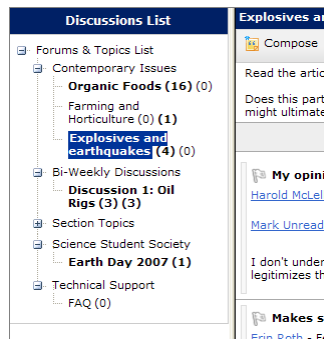 Discussions List
Forums & Topics List
Contemporary Issues
Organic Foods (16) (0)
Farming and
Horticulture (0) (1)
Explosives and
earthquakes (4) (0)
Bi-Weekly Discussions
Discussion 1: Oil
Rigs (3) (3)
Section Topics
Science Student Society
Earth Day 2007 (1)
Technical Support
FAQ (0)
Explosives a
Compose
Read the artic
Does this part
might ultimate
My opini
Harold McLel
Mark Unread
I don't under
legitimizes th
Makes s
Erin Roth - F